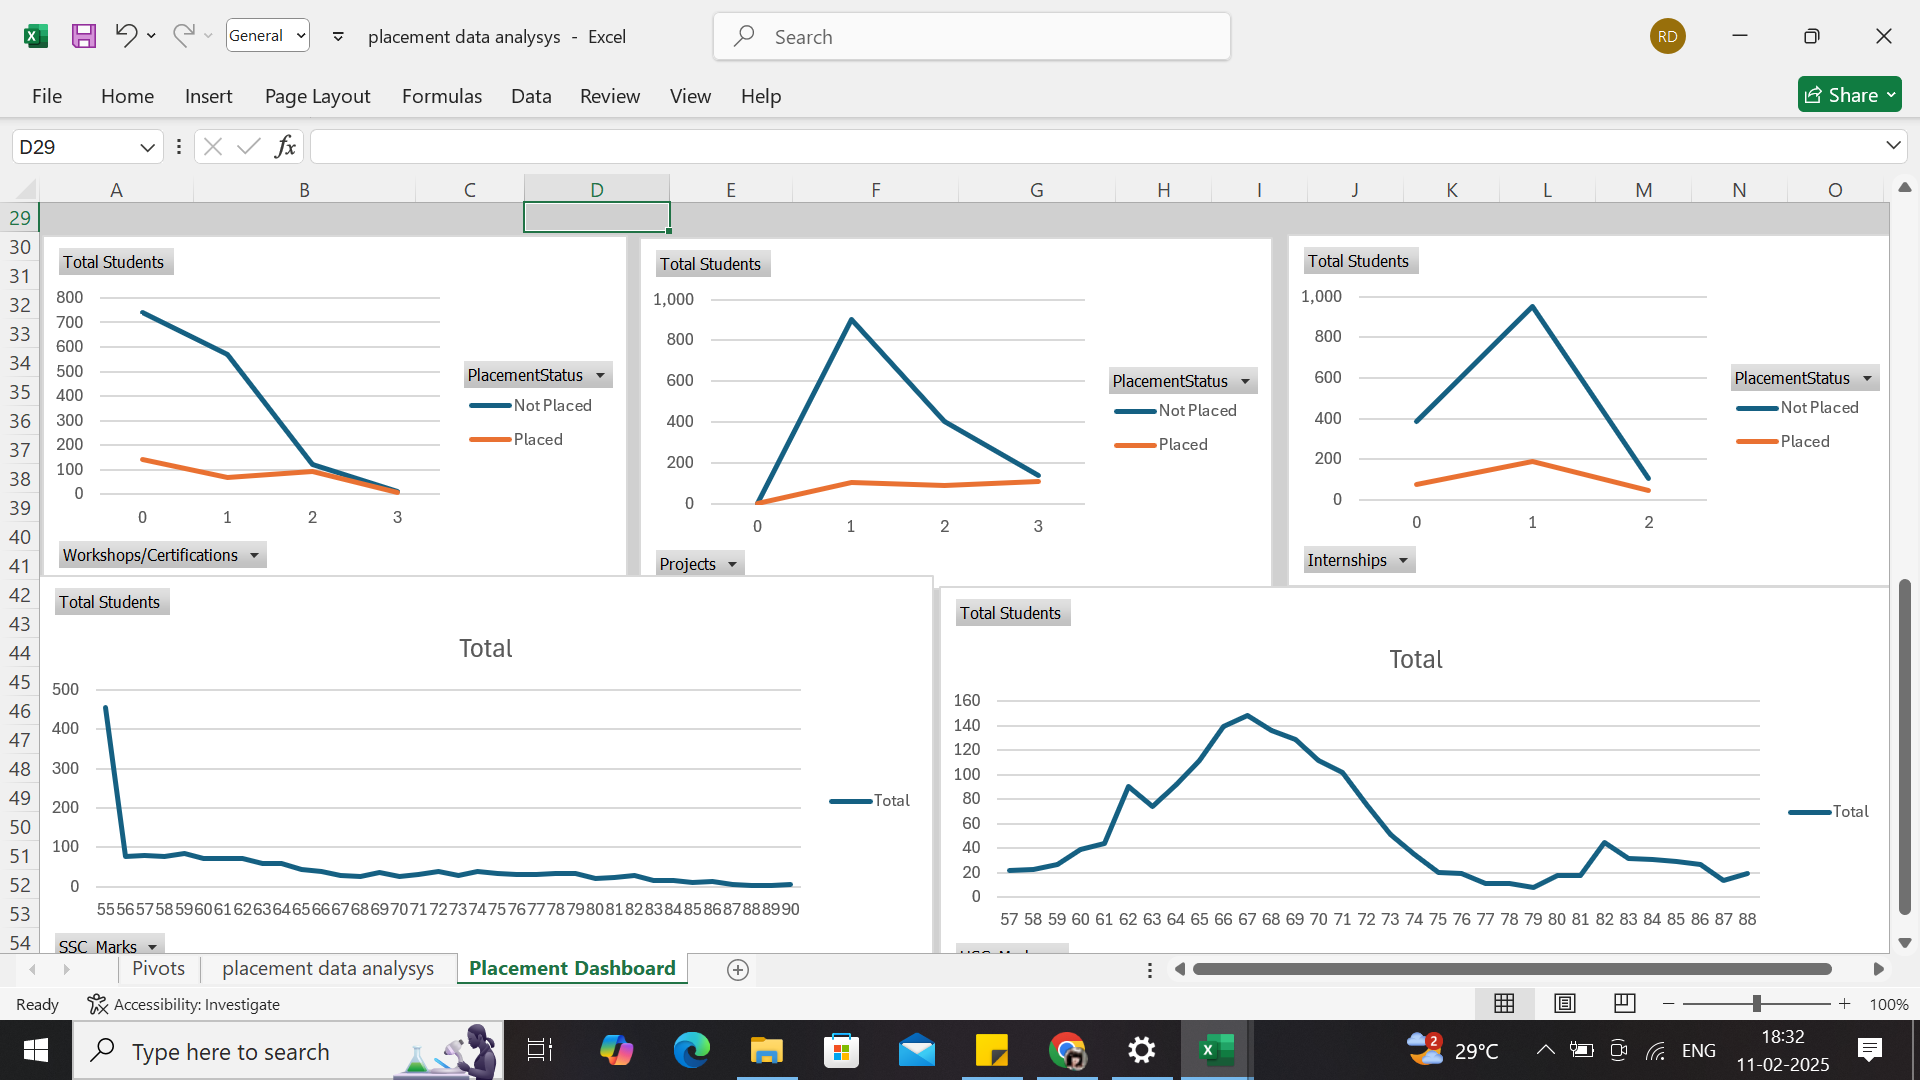 General
placement data analysys - Excel
Search
RD
File Home Insert Page Layout Formulas Data Review View Help
Share
D29
fx
A B C D E F G H I J K L M N O
29
30
31
32
33
34
35
36
37
38
39
40
41
42
43
44
45
46
47
48
49
50
51
52
53
54
Total Students
800
700
600
500
400
300
200
100
0
0 1 2 3
PlacementStatus
Not Placed
Placed
Workshops/Certifications
Total Students
1,000
800
600
400
200
0
0 1 2 3
PlacementStatus
Not Placed
Placed
Projects
Total Students
1,000
800
600
400
200
0
0 1 2
PlacementStatus
Not Placed
Placed
Internships
Total Students
Total
500
400
300
200
100
0
55 56 57 58 59 60 61 62 63 64 65 66 67 68 69 70 71 72 73 74 75 76 77 78 79 80 81 82 83 84 85 86 87 88 89 90
Total
SSC_Marks
Total Students
Total
160
140
120
100
80
60
40
20
0
57 58 59 60 61 62 63 64 65 66 67 68 69 70 71 72 73 74 75 76 77 78 79 80 81 82 83 84 85 86 87 88
Total
Pivots placement data analysys Placement Dashboard
Ready Accessibility: Investigate
100%
Type here to search
2
29°C
ENG
18:32
11-02-2025